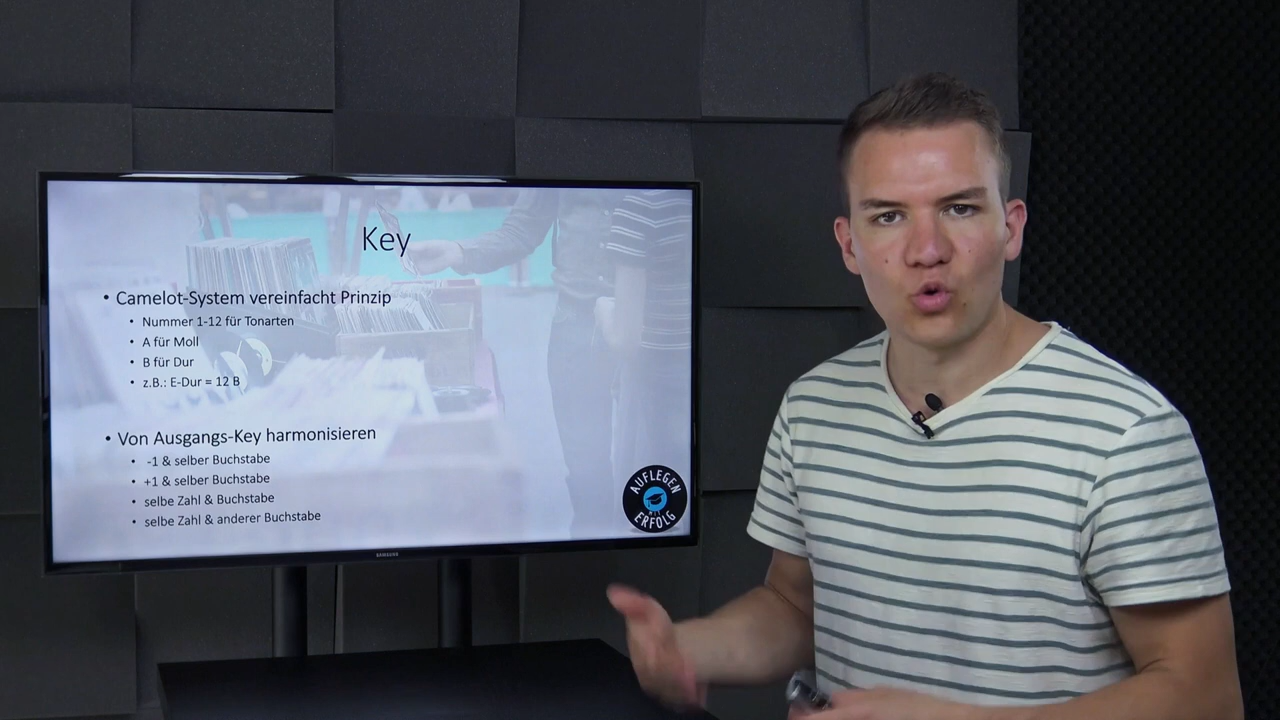 Key
• Camelot-System vereinfacht Prinzip
• Nummer 1-12 für Tonarten
• A für Moll
• B für Dur
• z.B.: E-Dur = 12 B
• Von Ausgangs-Key harmonisieren
• -1 & selber Buchstabe
• +1 & selber Buchstabe
• selbe Zahl & Buchstabe
• selbe Zahl & anderer Buchstabe
AUFLEGEN
MIT
ERFOLG
SAMSUNG